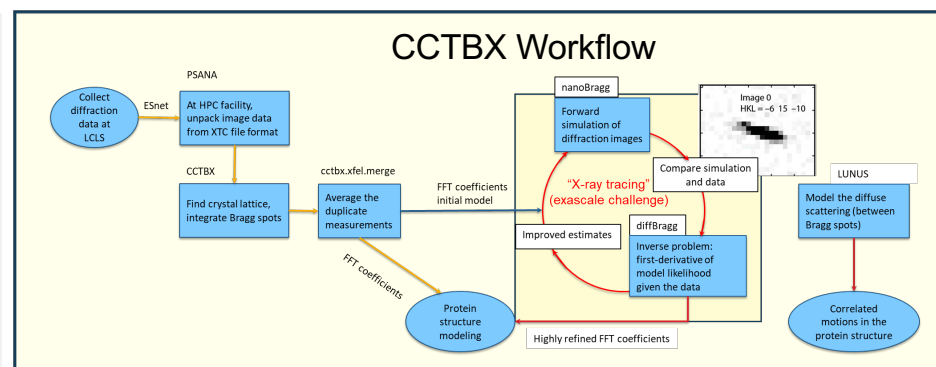 CCTBX Workflow
PSANA
Collect
diffraction
data at
LCLS
ESnet
At HPC facility,
unpack image data
from XTC file format
CCTBX
Find crystal lattice,
integrate Bragg spots
cctbx.xfel.merge
Average the
duplicate
measurements
FFT coefficients
initial model
FFT coefficients
Protein
structure
modeling
nanoBragg
Forward
simulation of
diffraction images
Image 0
HKL = −6 15 −10
Compare simulation
and data
"X-ray tracing"
(exascale challenge)
Improved estimates
diffBragg
Inverse problem:
first-derivative of
model likelihood
given the data
Highly refined FFT coefficients
LUNUS
Model the diffuse
scattering (between
Bragg spots)
Correlated
motions in the
protein structure